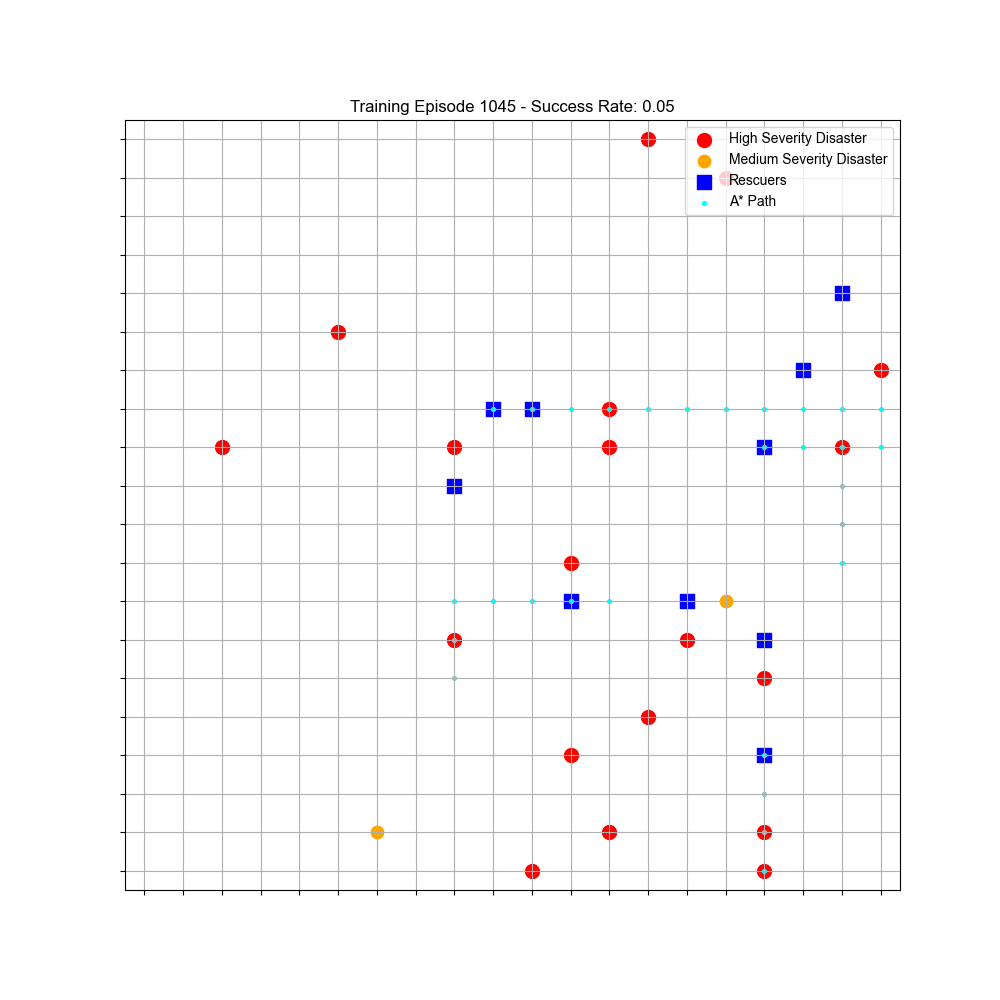 Training Episode 1045 - Success Rate: 0.05
High Severity Disaster
Medium Severity Disaster
Rescuers
A* Path